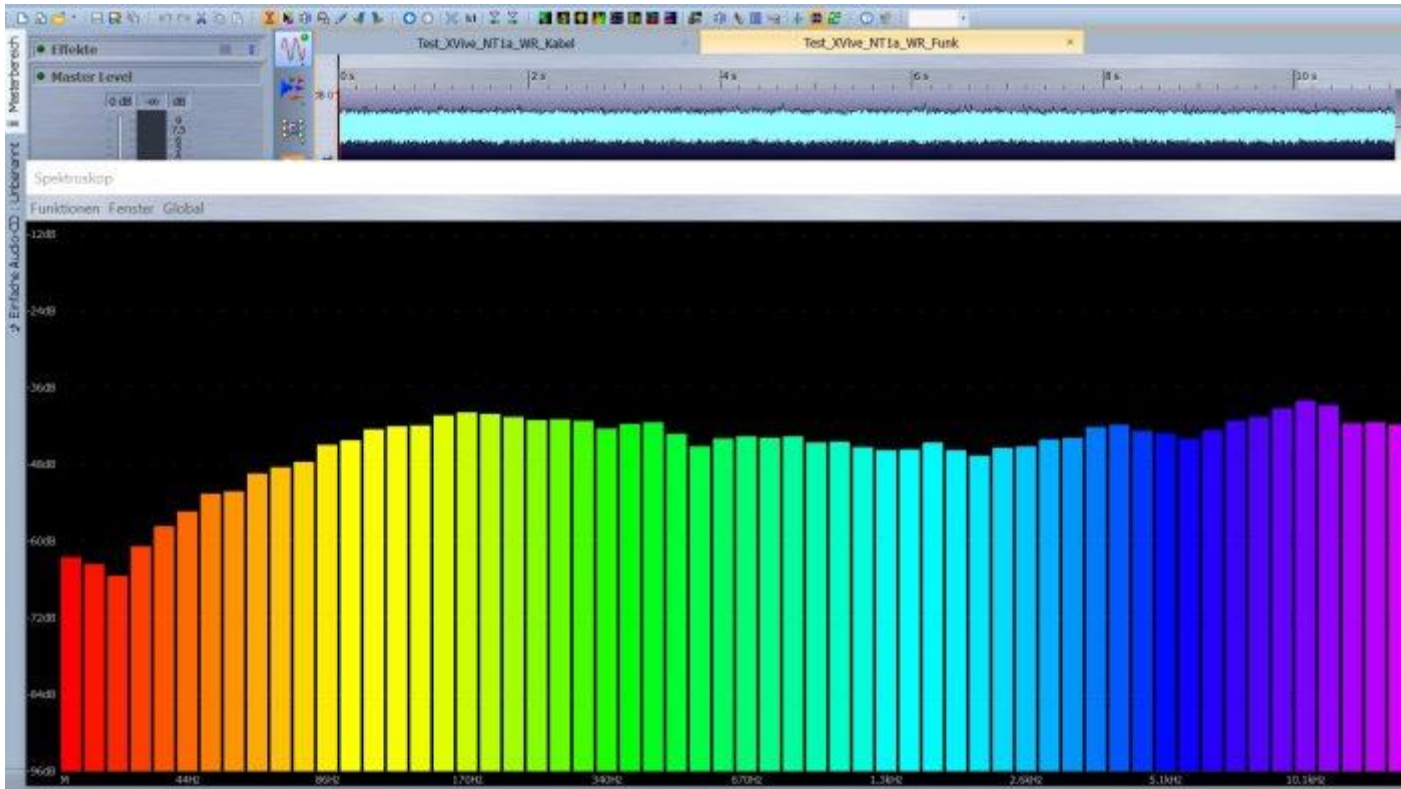 Test_XVive_NT1a_WR_Kabel
Test_XVive_NT1a_WR_Funk
Masterbereich
Einfache Audio-CD : Unbenannt
Effekte
Master Level
0 dB -∞ dB
0s 2s 4s 6s 8s 10s
Spektroskop
Funktionen Fenster Global
-12dB
-24dB
-36dB
-48dB
-60dB
-72dB
-84dB
-96dB
44Hz 86Hz 170Hz 340Hz 670Hz 1.3kHz 2.6kHz 5.1kHz 10.1kHz